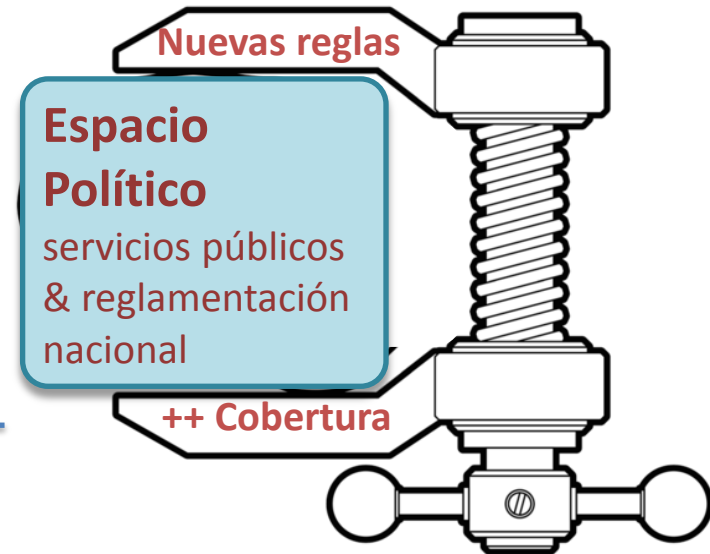 Nuevas reglas
Espacio
Político
servicios públicos
& reglamentación
nacional
++ Cobertura